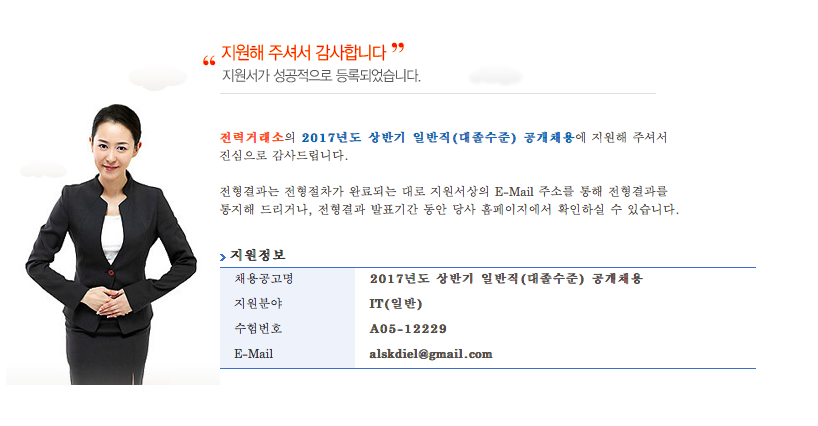 “ 지원해 주셔서 감사합니다 ”
지원서가 성공적으로 등록되었습니다.
전력거래소의 2017년도 상반기 일반직(대졸수준) 공개채용에 지원해 주셔서
진심으로 감사드립니다.
전형결과는 전형절차가 완료되는 대로 지원서상의 E-Mail 주소를 통해 전형결과를
통지해 드리거나, 전형결과 발표기간 동안 당사 홈페이지에서 확인하실 수 있습니다.
지원정보
채용공고명 2017년도 상반기 일반직(대졸수준) 공개채용
지원분야 IT(일반)
수험번호 A05-12229
E-Mail alskdiel@gmail.com